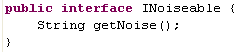 public interface INoiseable {
    String getNoise();
}